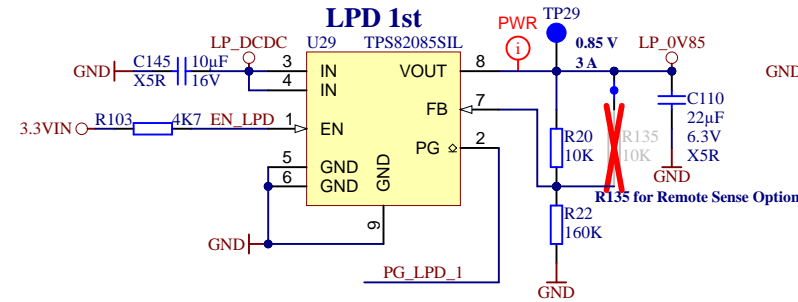 LPD 1st
PWR
TP29
LP_DCDC
U29
TPS82085SIL
0.85 V
LP_0V85
C145
10µF
3 A
GND
X5R
16V
3
IN
VOUT
8
GND
4
IN
FB
7
C110
22µF
6.3V
X5R
3.3VIN
R103
4K7
EN_LPD
1
EN
PG
2
R20
10K
R135
10K
5
GND
6
GND
GND
GND
R135 for Remote Sense Option
9
R22
160K
GND
PG_LPD_1
GND